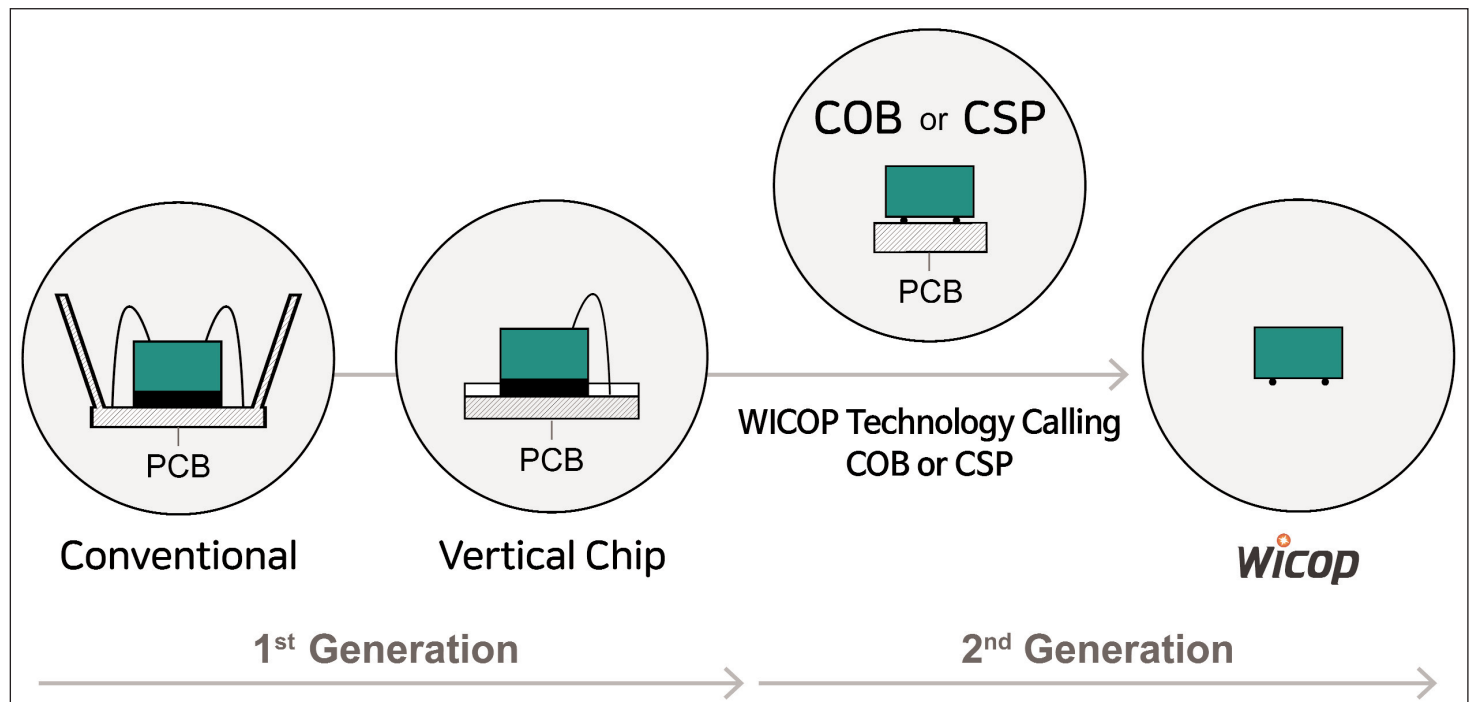 COB or CSP
PCB
PCB
PCB
WICOP Technology Calling
COB or CSP
Conventional
Vertical Chip
Wicop
1st Generation
2nd Generation